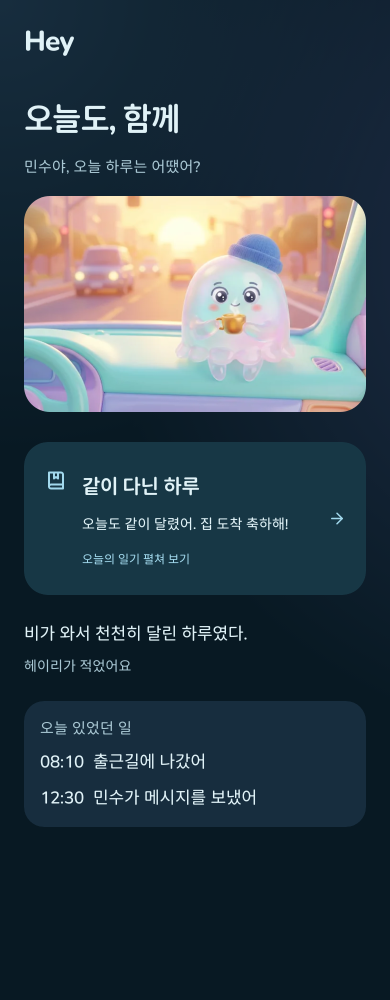 Hey
오늘도, 함께
민수야, 오늘 하루는 어땠어?
같이 다닌 하루
오늘도 같이 달렸어. 집 도착 축하해!
오늘의 일기 펼쳐 보기
비가 와서 천천히 달린 하루였다.
헤이리가 적었어요
오늘 있었던 일
08:10 출근길에 나갔어
12:30 민수가 메시지를 보냈어